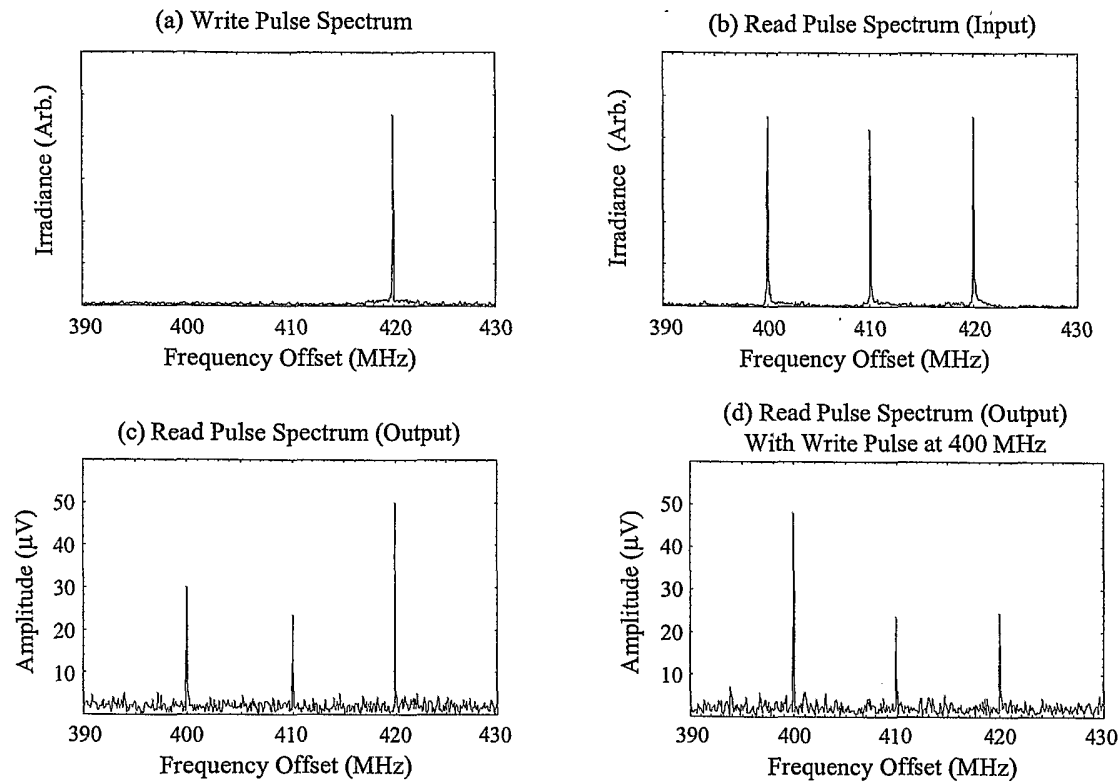 (a) Write Pulse Spectrum
Irradiance (Arb.)
390 400 410 420 430
Frequency Offset (MHz)
(b) Read Pulse Spectrum (Input)
Irradiance (Arb.)
390 400 410 420 430
Frequency Offset (MHz)
(c) Read Pulse Spectrum (Output)
Amplitude (μV)
50
40
30
20
10
390 400 410 420 430
Frequency Offset (MHz)
(d) Read Pulse Spectrum (Output)
With Write Pulse at 400 MHz
Amplitude (μV)
50
40
30
20
10
390 400 410 420 430
Frequency Offset (MHz)